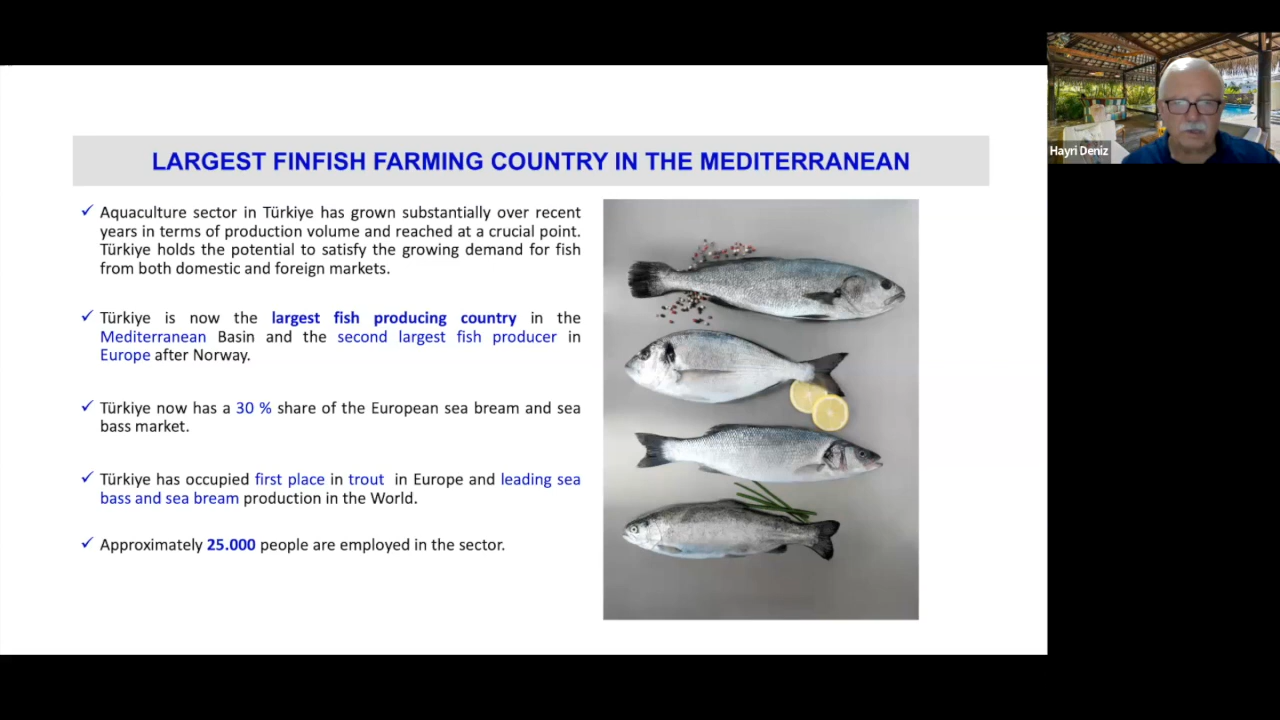 LARGEST FINFISH FARMING COUNTRY IN THE MEDITERRANEAN
✓ Aquaculture sector in Türkiye has grown substantially over recent
years in terms of production volume and reached at a crucial point.
Türkiye holds the potential to satisfy the growing demand for fish
from both domestic and foreign markets.
✓ Türkiye is now the largest fish producing country in the
Mediterranean Basin and the second largest fish producer in
Europe after Norway.
✓ Türkiye now has a 30 % share of the European sea bream and sea
bass market.
✓ Türkiye has occupied first place in trout in Europe and leading sea
bass and sea bream production in the World.
✓ Approximately 25.000 people are employed in the sector.
Hayri Deniz